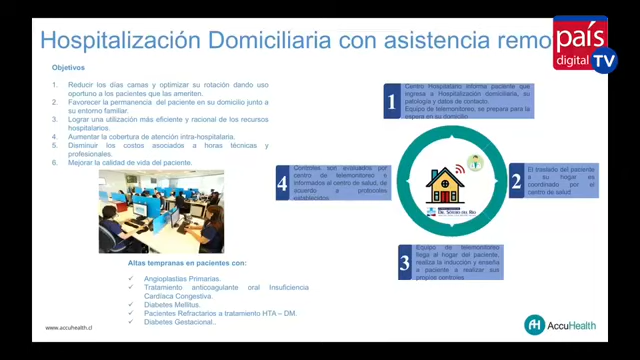 Hospitalización Domiciliaria con asistencia remo
país
digital TV
Objetivos
1. Reducir los días camas y optimizar su rotación dando uso
oportuno a los pacientes que las ameriten.
2. Favorecer la permanencia del paciente en su domicilio junto a
su entorno familiar.
3. Lograr una utilización más eficiente y racional de los recursos
hospitalarios.
4. Aumentar la cobertura de atención intra-hospitalaria.
5. Disminuir los costos asociados a horas técnicas y
profesionales.
6. Mejorar la calidad de vida del paciente.
1
Centro Hospitalario informa paciente que
ingresa a Hospitalización domiciliaria, su
patología y datos de contacto.
Equipo de telemonitoreo, se prepara para la
espera en su domicilio
2
El traslado del paciente
a su hogar es
coordinado por el
centro de salud
3
Equipo de telemonitoreo
llega al hogar del paciente,
realiza la inducción y enseña
a paciente a realizar sus
propios controles
4
Controles son evaluados por
centro de telemonitoreo e
informados al centro de salud, de
acuerdo a protocolos
establecidos
DR. SÓTERO DEL RÍO
Altas tempranas en pacientes con:
✓ Angioplastias Primarias.
✓ Tratamiento anticoagulante oral Insuficiencia
Cardíaca Congestiva.
✓ Diabetes Mellitus.
✓ Pacientes Refractarios a tratamiento HTA – DM.
✓ Diabetes Gestacional..
www.accuhealth.cl
AccuHealth